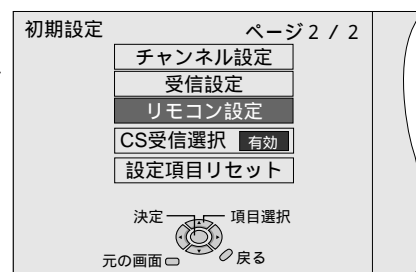 初期設定 ページ2 / 2
チャンネル設定
受信設定
リモコン設定
CS受信選択 有効
設定項目リセット
決定 項目選択
元の画面 戻る